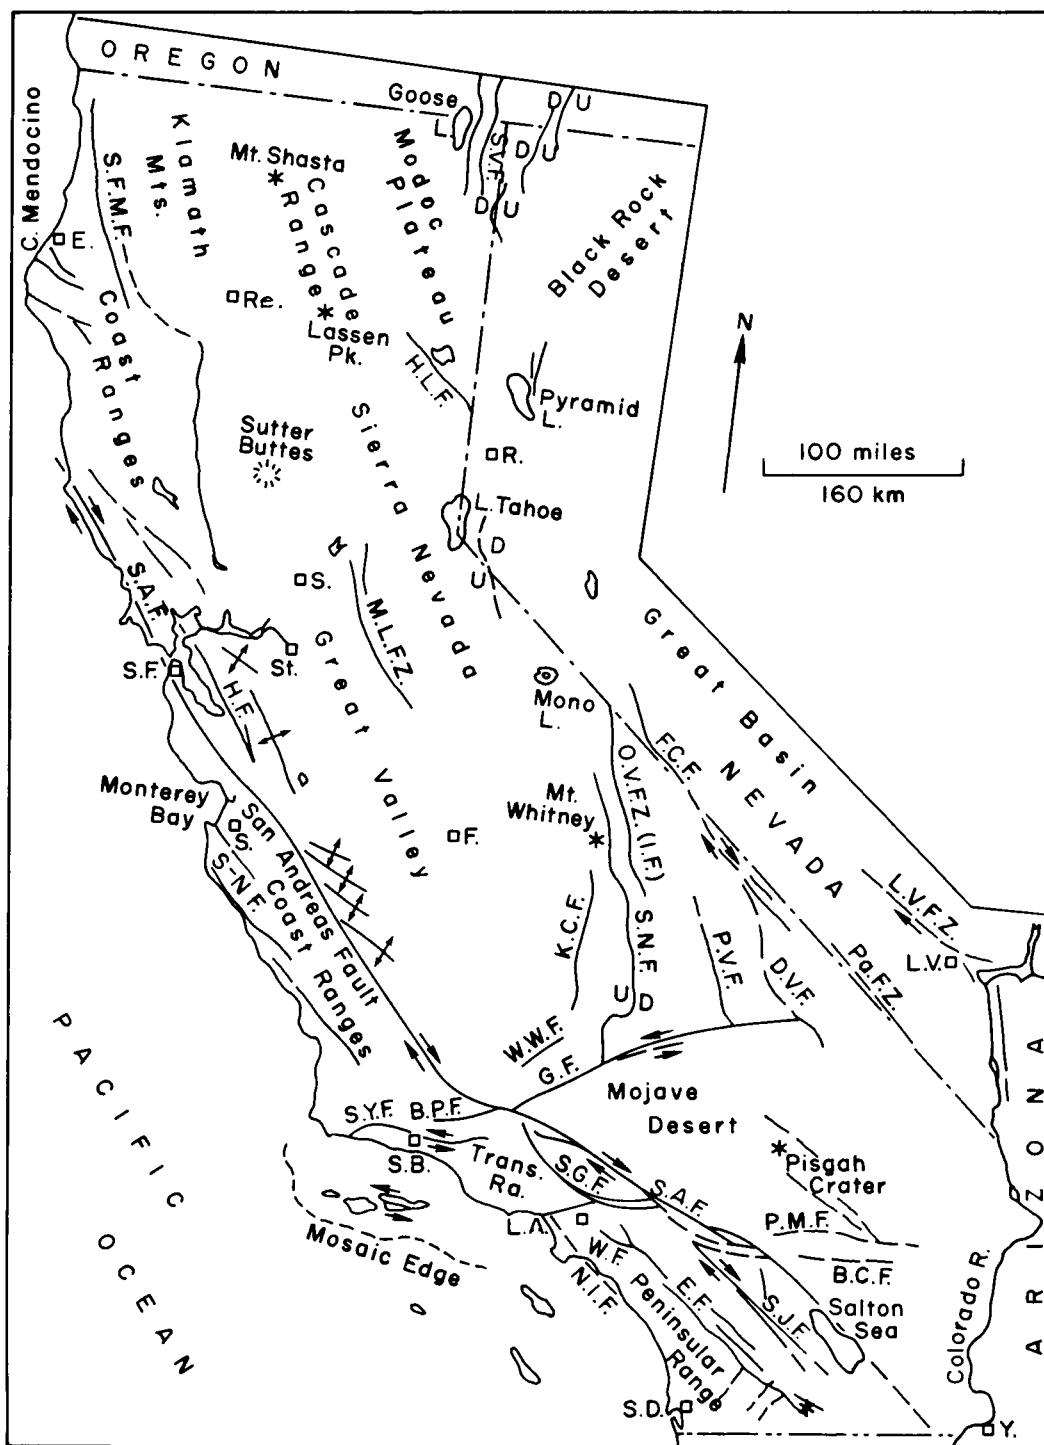 OREGON
Goose
L.
D U
S.V.F.
D U
D U
C. Mendocino
S.F.M.F.
Klamath
Mts.
Mt. Shasta
Cascade
Range
Modoc
Plateau
Black Rock
Desert
E.
Re.
Lassen
Pk.
H.L.F.
Coast
Ranges
Pyramid
L.
N
100 miles
160 km
Sutter
Buttes
Sierra Nevada
R.
L. Tahoe
D
U
S.A.F.
S.
M.L.F.Z.
Great Valley
Great Basin
S.F.
St.
H.F.
Mono
L.
NEVADA
F.C.F.
O.V.F.Z. (I.F.)
Mt.
Whitney
Monterey
Bay
S.
F.
San Andreas Fault
Coast Ranges
S-N F.
K.C.F.
S.N.F.
P.V.F.
D.V.F.
Pa.F.Z.
L.V.F.Z.
L.V.
U D
W.W.F.
G.F.
Mojave
Desert
PACIFIC
OCEAN
S.Y.F. B.P.F.
S.B.
Trans.
Ra.
S.G.F.
S.A.F.
Pisgah
Crater
P.M.F.
B.C.F.
Mosaic Edge
L.A.
W.F.
N.I.F.
E.F.
Peninsular
Range
S.J.F.
Salton
Sea
Colorado R.
ARIZONA
S.D.
Y.